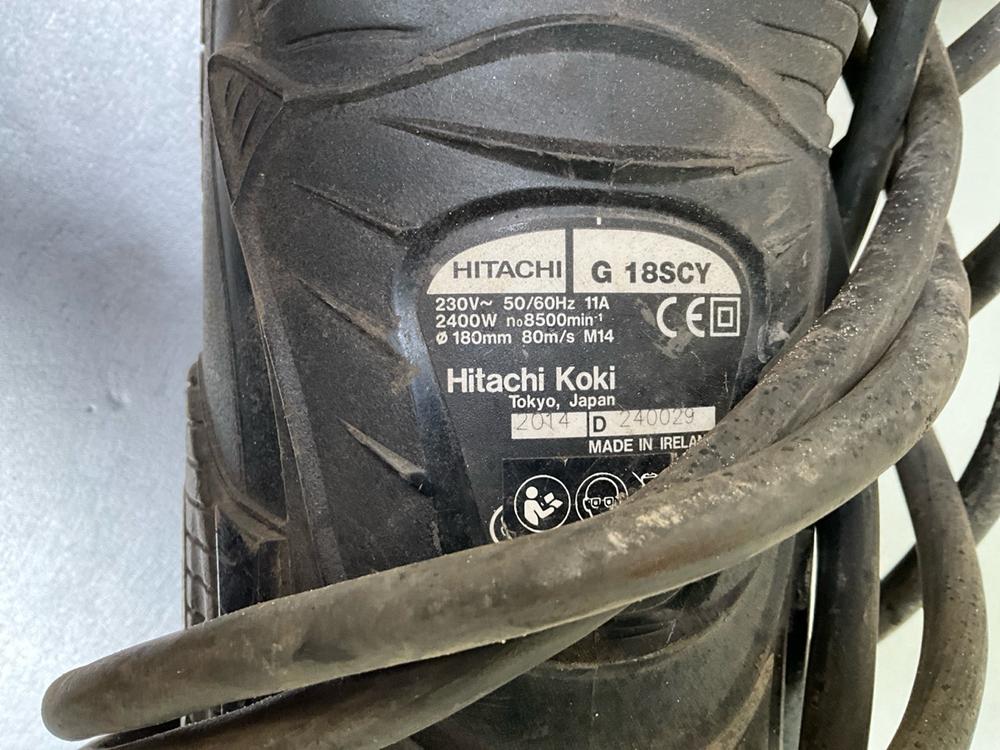 HITACHI G 18SCY
230V~ 50/60Hz 11A
2400W n₀8500min⁻¹
Ø 180mm 80m/s M14
CE
Hitachi Koki
Tokyo, Japan
2014 D 240029
MADE IN